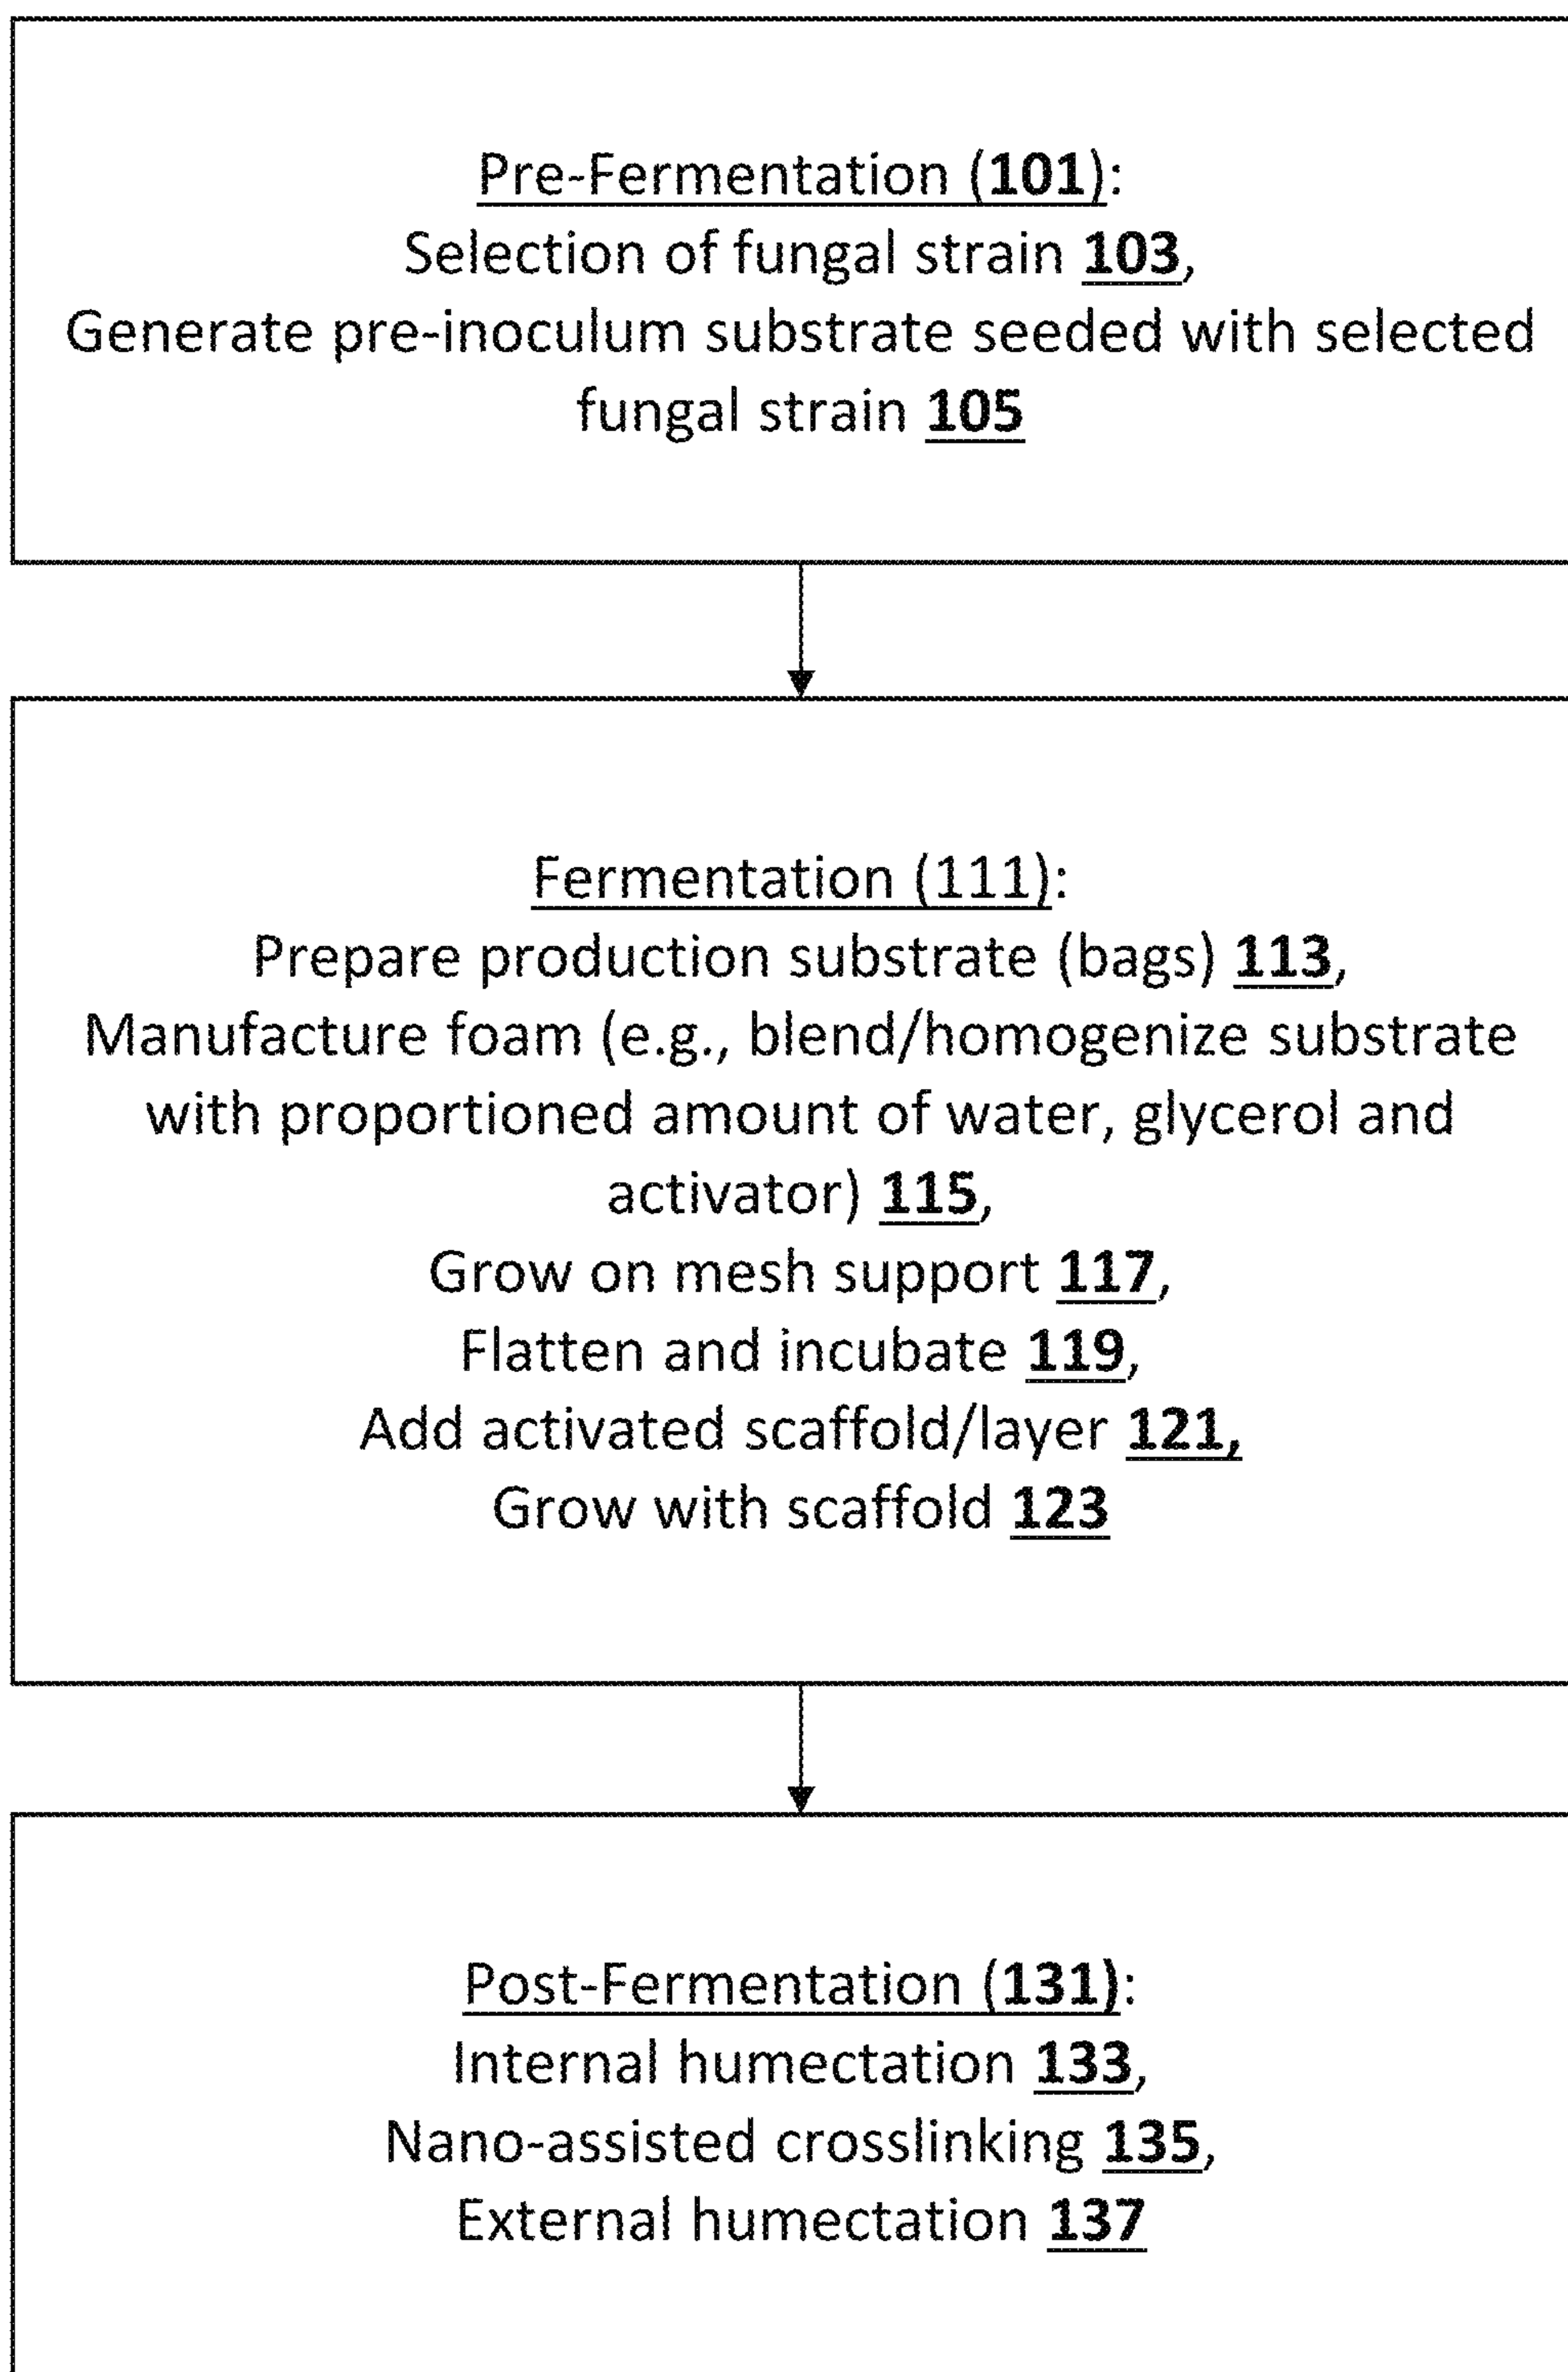 Pre-Fermentation (101):
Selection of fungal strain 103,
Generate pre-inoculum substrate seeded with selected
fungal strain 105
Fermentation (111):
Prepare production substrate (bags) 113,
Manufacture foam (e.g., blend/homogenize substrate
with proportioned amount of water, glycerol and
activator) 115,
Grow on mesh support 117,
Flatten and incubate 119,
Add activated scaffold/layer 121,
Grow with scaffold 123
Post-Fermentation (131):
Internal humectation 133,
Nano-assisted crosslinking 135,
External humectation 137